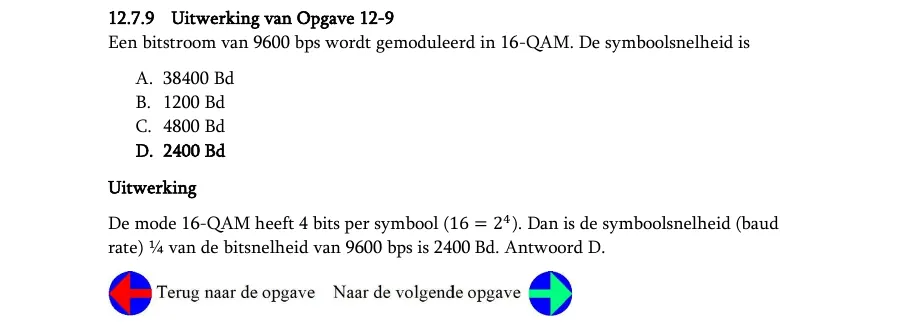 12.7.9 Uitwerking van Opgave 12-9
Een bitstroom van 9600 bps wordt gemoduleerd in 16-QAM. De symboolsnelheid is
A. 38400 Bd
B. 1200 Bd
C. 4800 Bd
D. 2400 Bd
Uitwerking
De mode 16-QAM heeft 4 bits per symbool (16 = 2⁴). Dan is de symboolsnelheid (baud
rate) ¼ van de bitsnelheid van 9600 bps is 2400 Bd. Antwoord D.
Terug naar de opgave Naar de volgende opgave